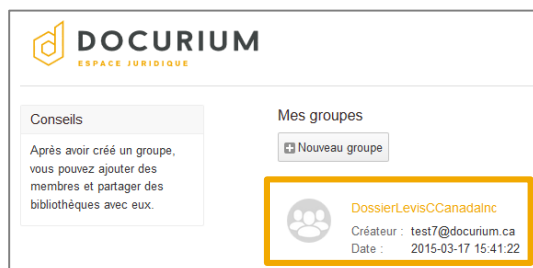 DOCURIUM
ESPACE JURIDIQUE
Conseils
Après avoir créé un groupe,
vous pouvez ajouter des
membres et partager des
bibliothèques avec eux.
Mes groupes
Nouveau groupe
DossierLevisCCanadaInc
Créateur : test7@docurium.ca
Date : 2015-03-17 15:41:22